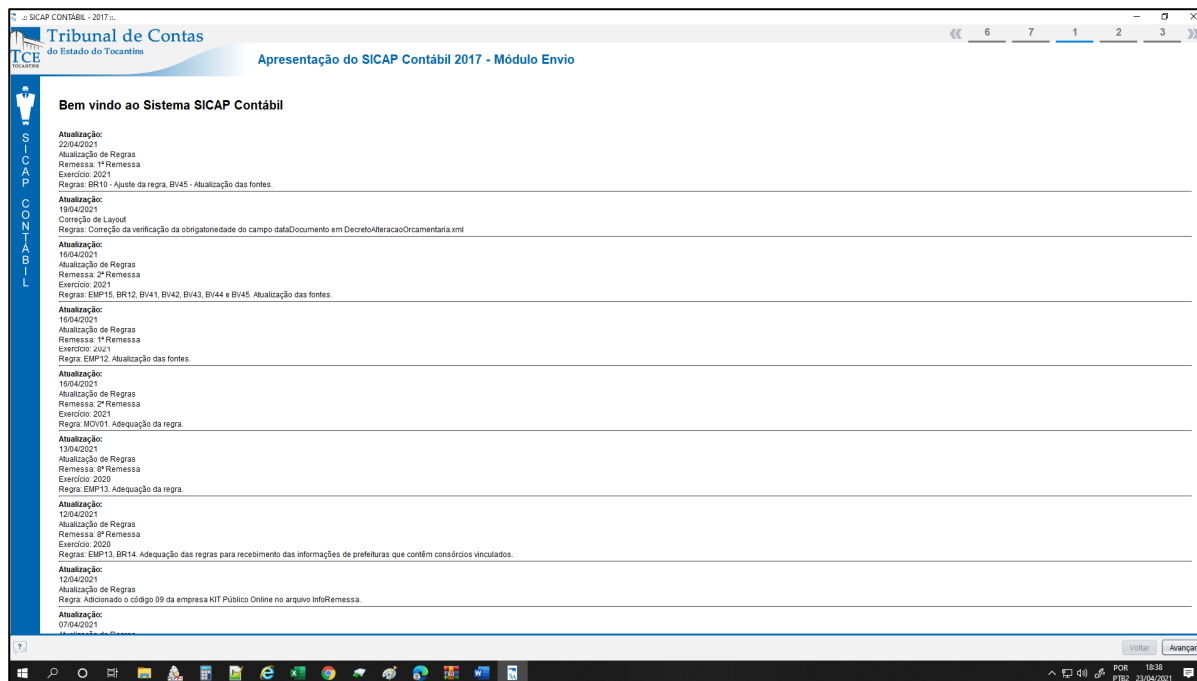 .:: SICAP CONTÁBIL - 2017 ::.
Tribunal de Contas
do Estado do Tocantins
TCE
TOCANTINS
6 7 1 2 3
Apresentação do SICAP Contábil 2017 - Módulo Envio
SICAP CONTÁBIL
Bem vindo ao Sistema SICAP Contábil
Atualização:
22/04/2021
Atualização de Regras
Remessa: 1ª Remessa
Exercício: 2021
Regras: BR10 - Ajuste da regra, BV45 - Atualização das fontes.
Atualização:
19/04/2021
Correção de Layout
Regras: Correção da verificação da obrigatoriedade do campo dataDocumento em DecretoAlteracaoOrcamentaria.xml
Atualização:
16/04/2021
Atualização de Regras
Remessa: 2ª Remessa
Exercício: 2021
Regras: EMP15, BR12, BV41, BV42, BV43, BV44 e BV45. Atualização das fontes.
Atualização:
16/04/2021
Atualização de Regras
Remessa: 1ª Remessa
Exercício: 2021
Regra: EMP12. Atualização das fontes.
Atualização:
16/04/2021
Atualização de Regras
Remessa: 2ª Remessa
Exercício: 2021
Regra: MOV01. Adequação da regra.
Atualização:
13/04/2021
Atualização de Regras
Remessa: 8ª Remessa
Exercício: 2020
Regra: EMP13. Adequação da regra.
Atualização:
12/04/2021
Atualização de Regras
Remessa: 8ª Remessa
Exercício: 2020
Regras: EMP13, BR14. Adequação das regras para recebimento das informações de prefeituras que contêm consórcios vinculados.
Atualização:
12/04/2021
Atualização de Regras
Regra: Adicionado o código 09 da empresa KIT Público Online no arquivo InfoRemessa.
Atualização:
07/04/2021
Atualização de Regras
?
Voltar Avançar
POR 18:38
PTB2 23/04/2021